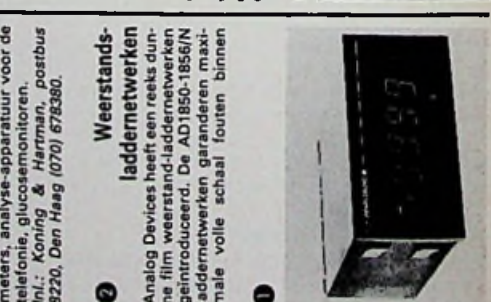 meters, analyse-apparatuur voor de
telefonie, glucosemonitoren.
Inl.: Koning & Hartman, postbus
8220, Den Haag (070) 678380.
❷
Weerstands-
laddernetwerken
Analog Devices heeft een reeks dun-
ne film weerstand-laddernetwerken
geïntroduceerd. De AD1850-1856/N
laddernetwerken garanderen maxi-
male volle schaal fouten binnen
❶